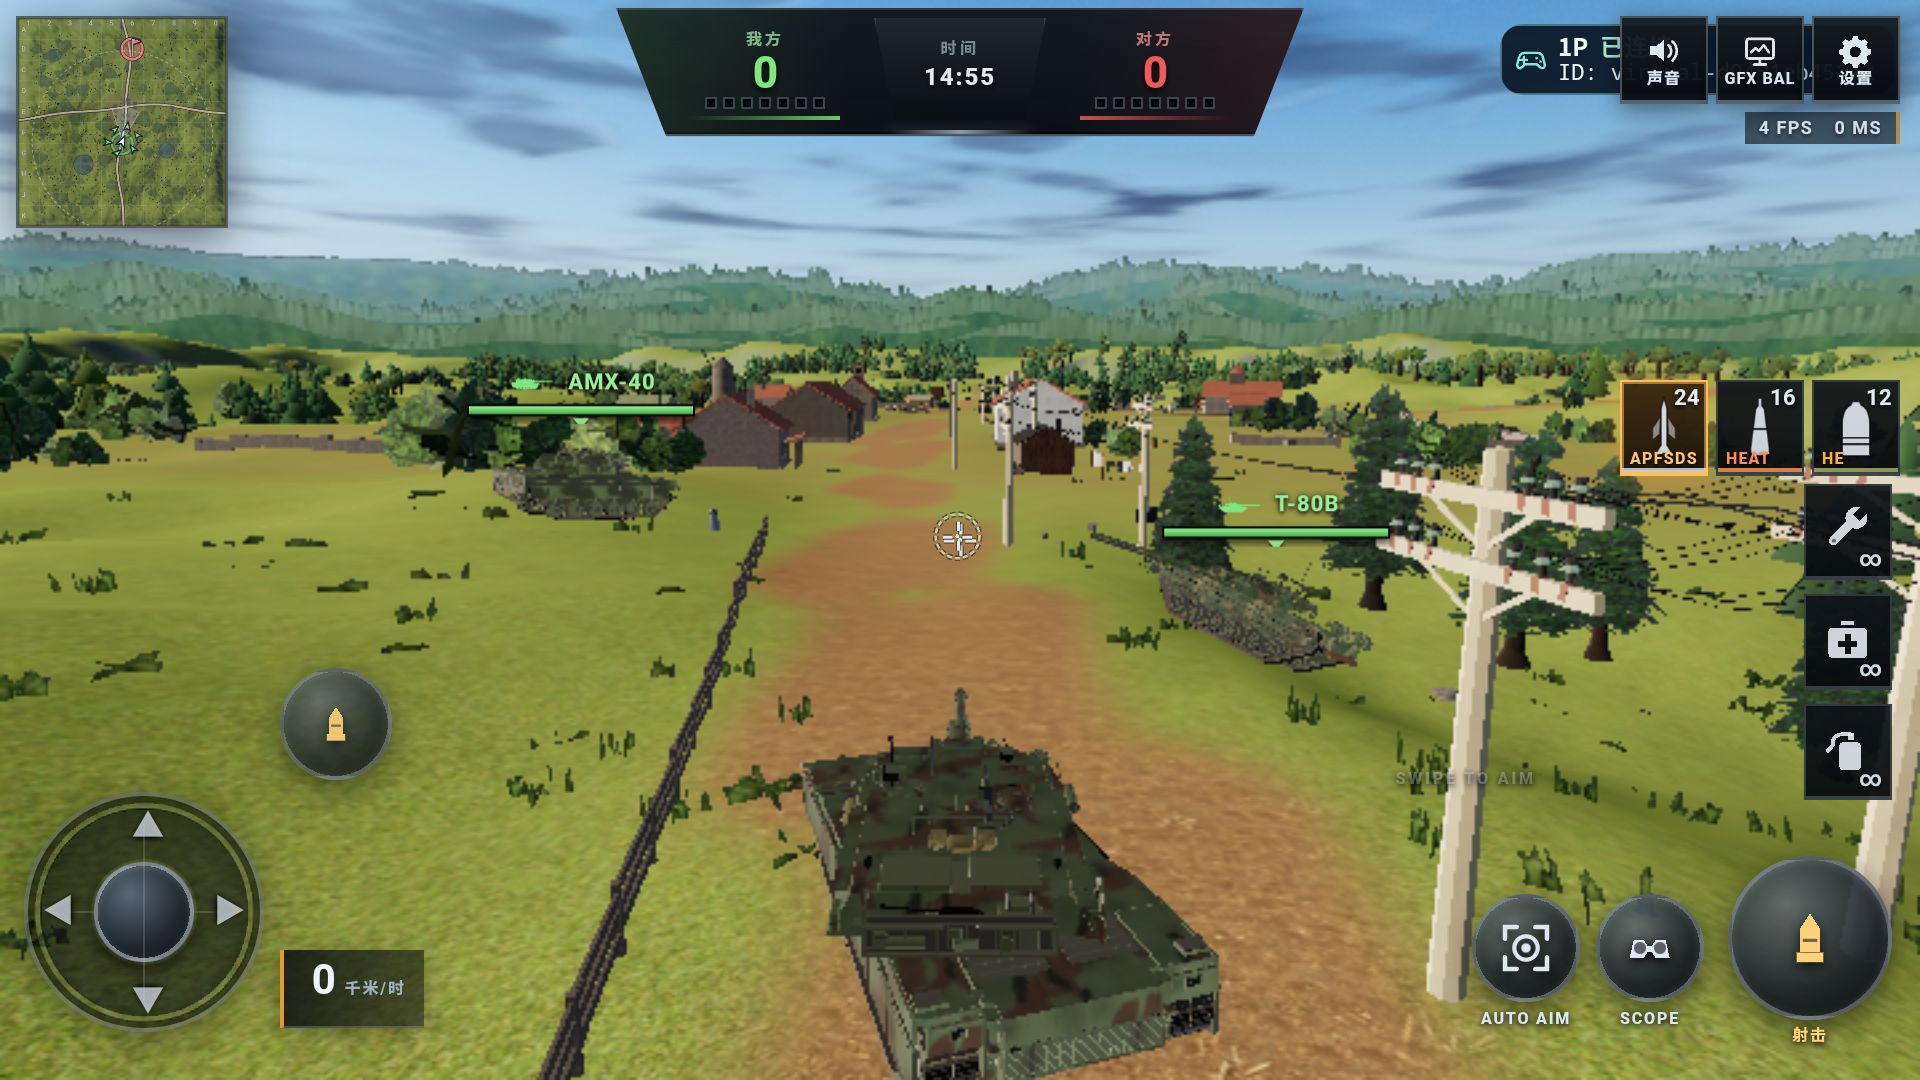 我方
0
时间
14:55
对方
0
1P
ID:
声音
GFX BAL
设置
4 FPS 0 MS
AMX-40
T-80B
24
APFSDS
16
HEAT
12
HE
∞
∞
∞
SWIPE TO AIM
0 千米/时
AUTO AIM
SCOPE
射击